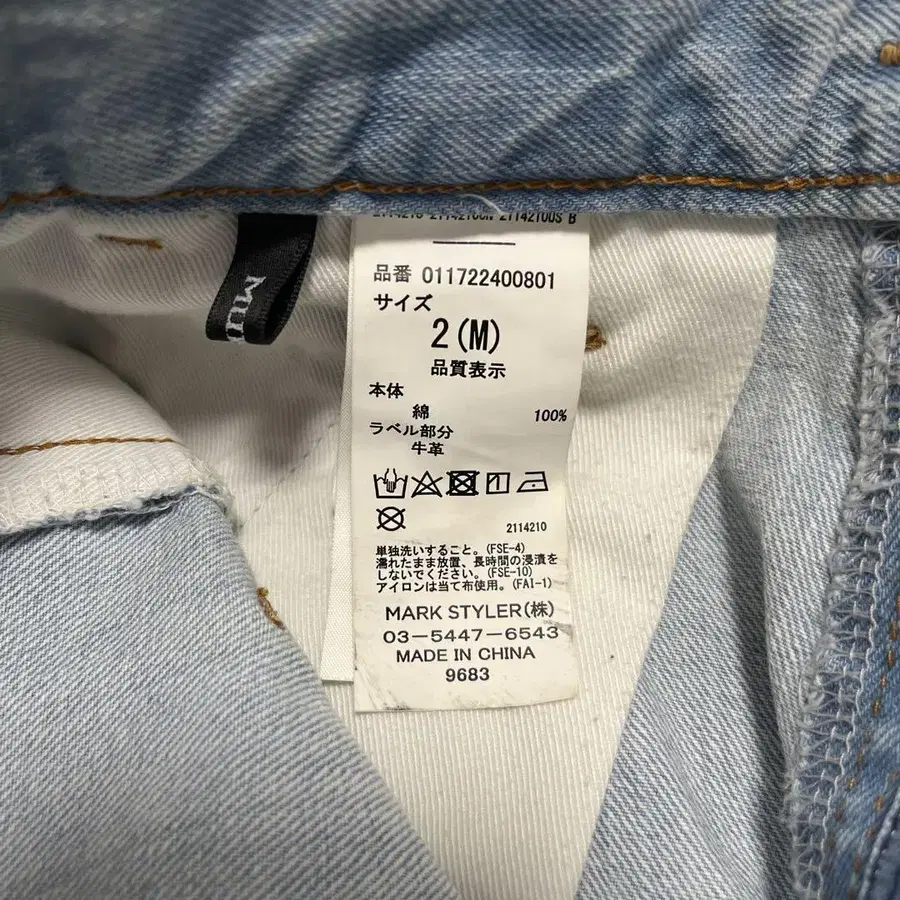 品番 011722400801
サイズ
2(M)
品質表示
本体
綿 100%
ラベル部分
牛革
2114210
単独洗いすること。(FSE-4)
濡れたまま放置、長時間の浸漬を
しないでください。(FSE-10)
アイロンは当て布使用。(FAI-1)
MARK STYLER(株)
03-5447-6543
MADE IN CHINA
9683